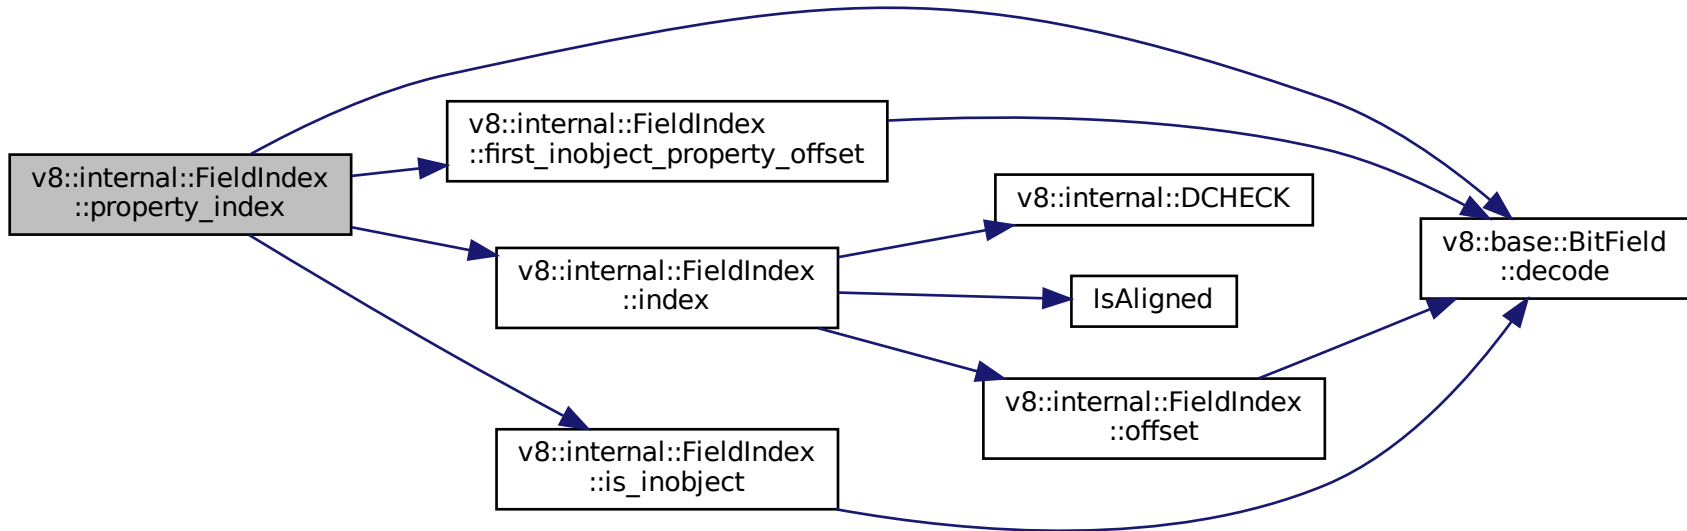 v8::internal::FieldIndex
::property_index
v8::internal::FieldIndex
::first_inobject_property_offset
v8::internal::FieldIndex
::index
v8::internal::FieldIndex
::is_inobject
v8::internal::DCHECK
IsAligned
v8::internal::FieldIndex
::offset
v8::base::BitField
::decode